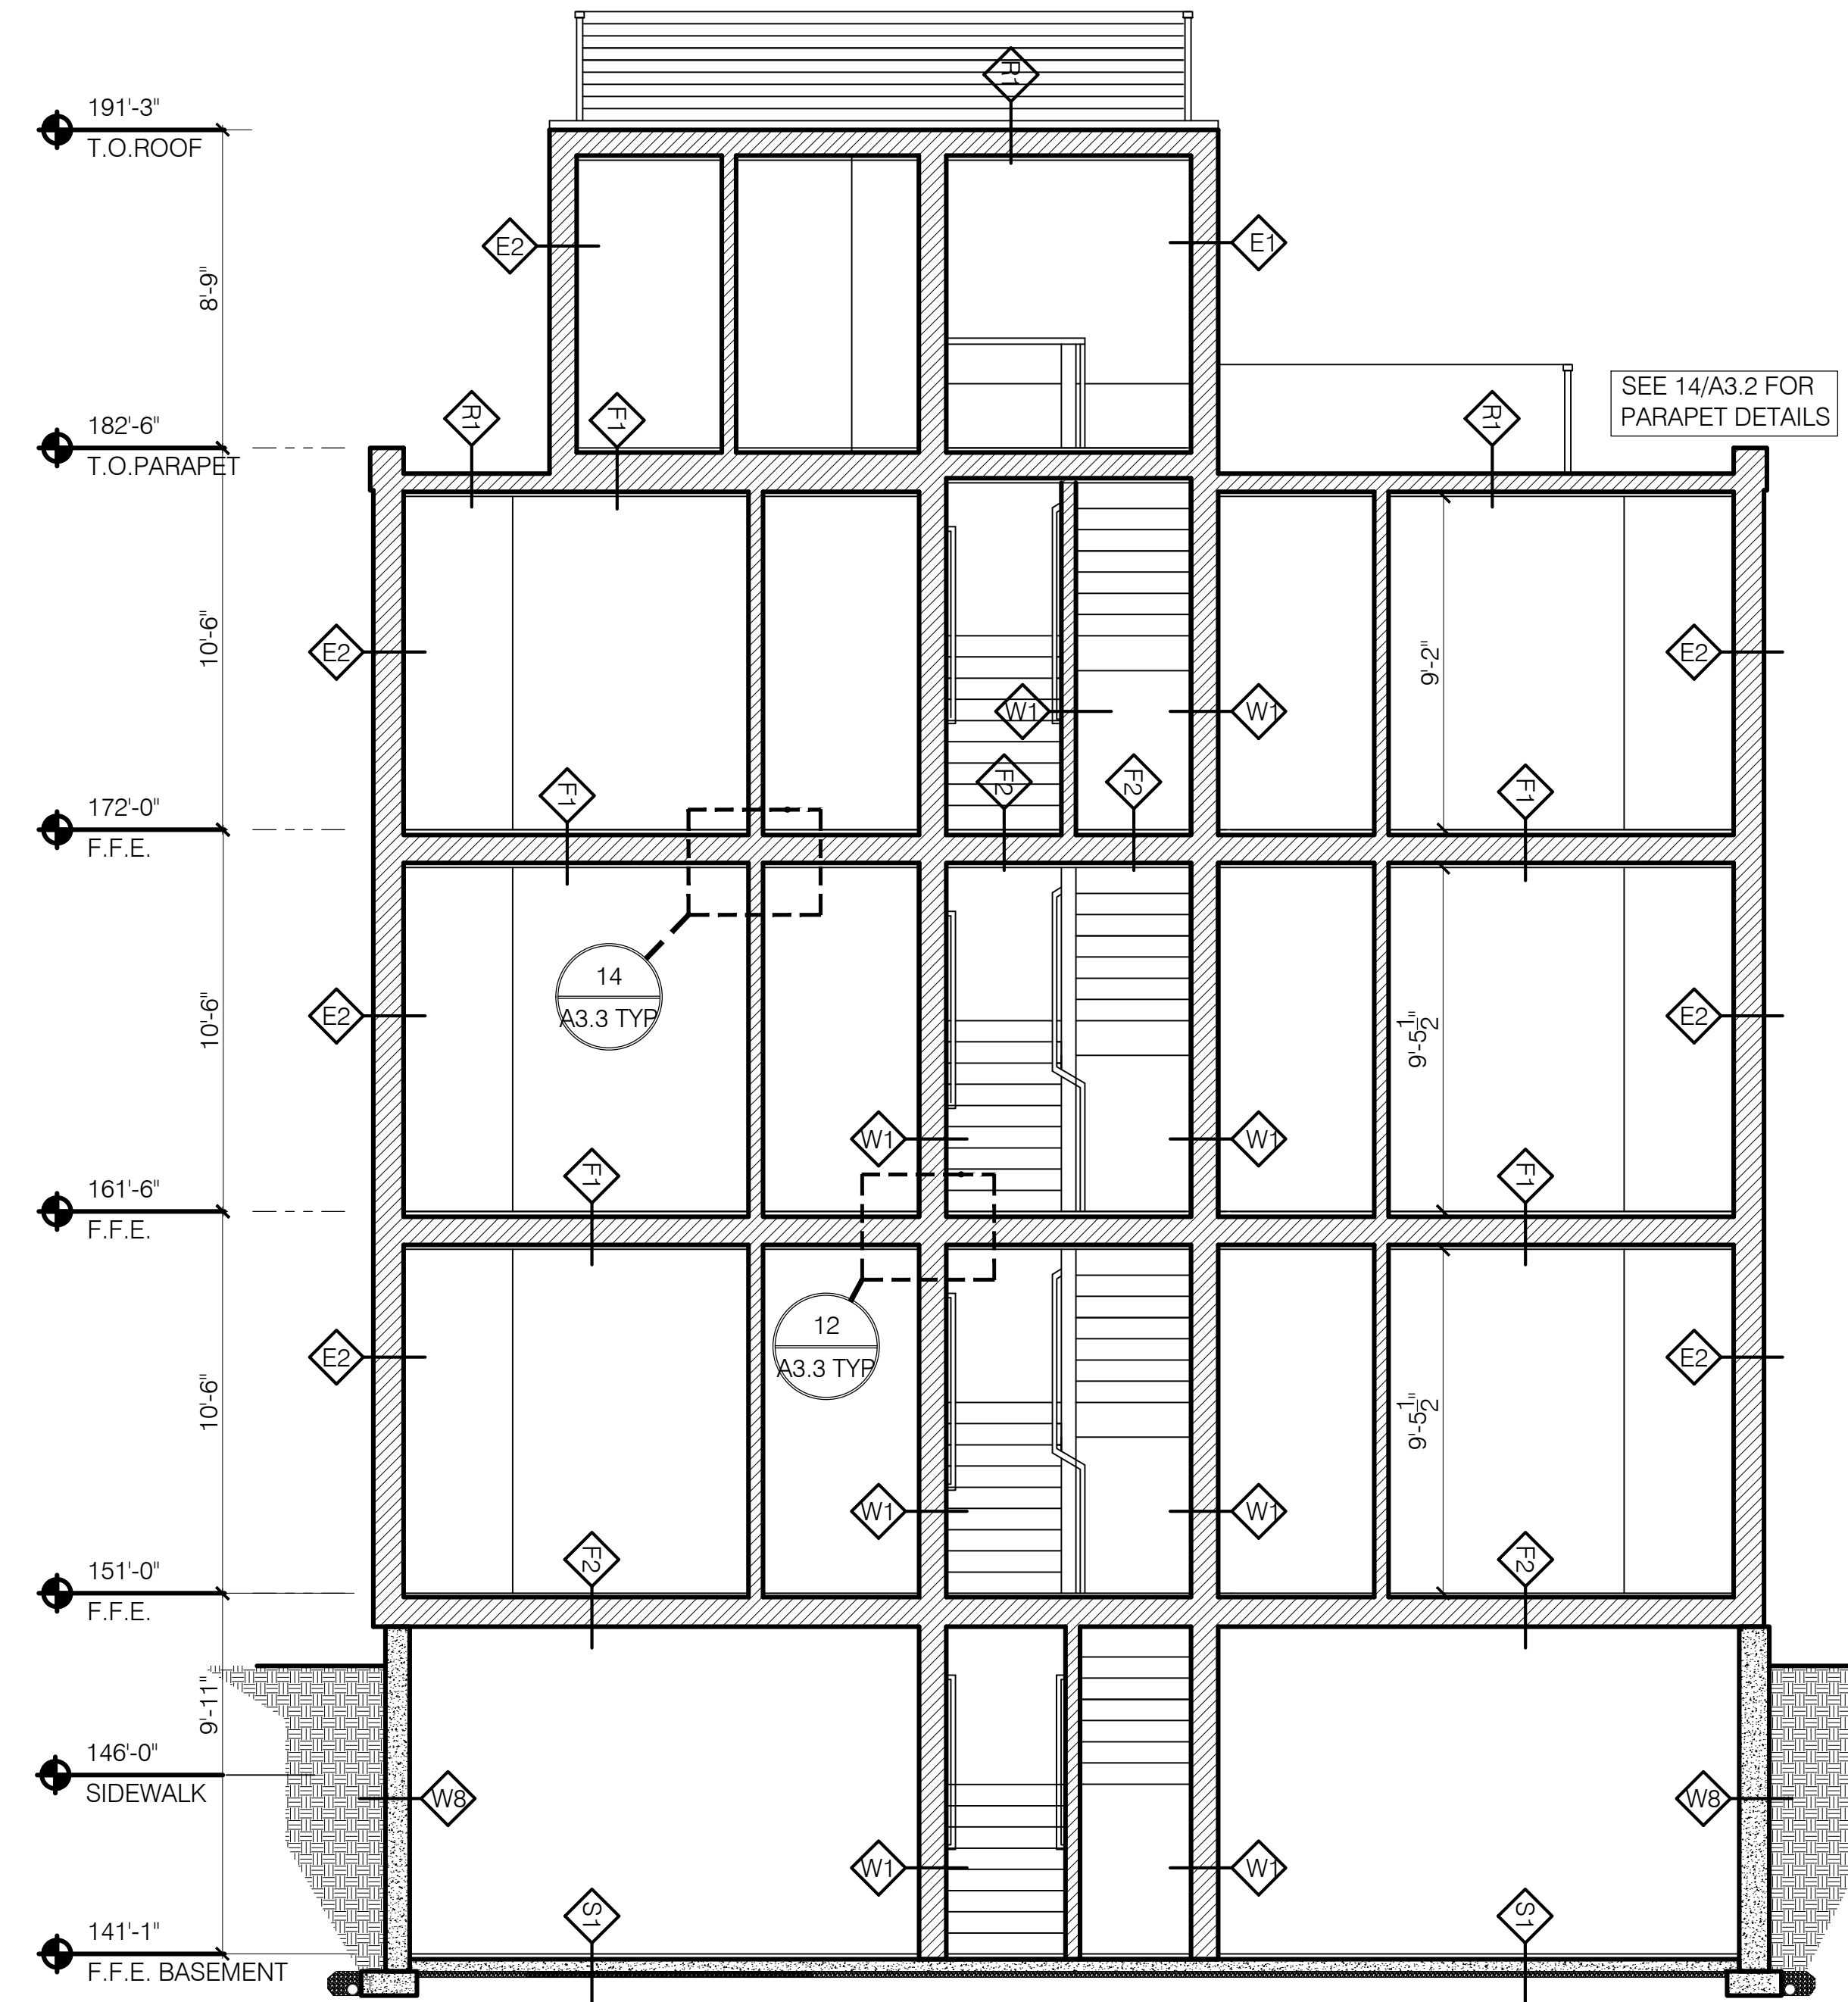 R1
191'-3"
T.O.ROOF
E2
E1
8'-9"
SEE 14/A3.2 FOR
PARAPET DETAILS
R1
F1
R1
182'-6"
T.O.PARAPET
10'-6"
E2
9'-2"
E2
W1
W1
F2
F2
F1
F1
172'-0"
F.F.E.
14
A3.3 TYP
10'-6"
E2
9'-5 1/2"
E2
W1
W1
F1
F1
161'-6"
F.F.E.
12
A3.3 TYP
E2
E2
10'-6"
9'-5 1/2"
W1
W1
F2
F2
151'-0"
F.F.E.
9'-11"
146'-0"
SIDEWALK
W8
W8
W1
W1
S1
S1
141'-1"
F.F.E. BASEMENT